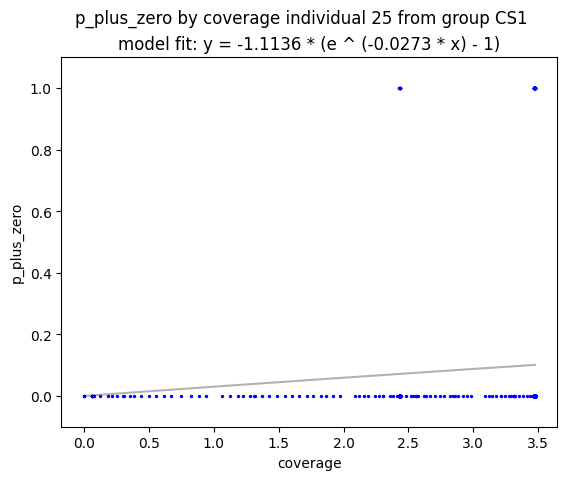 p_plus_zero by coverage individual 25 from group CS1
model fit: y = -1.1136 * (e ^ (-0.0273 * x) - 1)
1.0
0.8
0.6
0.4
0.2
0.0
p_plus_zero
0.0 0.5 1.0 1.5 2.0 2.5 3.0 3.5
coverage